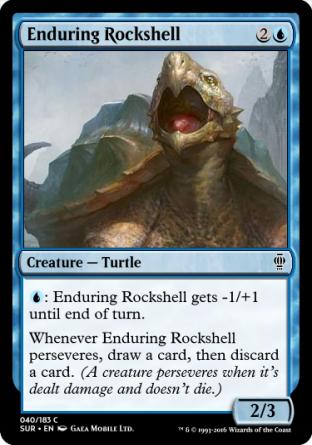 Enduring Rockshell 2
Creature — Turtle
: Enduring Rockshell gets -1/+1
until end of turn.
Whenever Enduring Rockshell
perseveres, draw a card, then discard
a card. (A creature perseveres when it's
dealt damage and doesn't die.)
040/183 C
SUR • EN Gaea Mobile Ltd.
™ & © 1993-2016 Wizards of the Coast
2/3